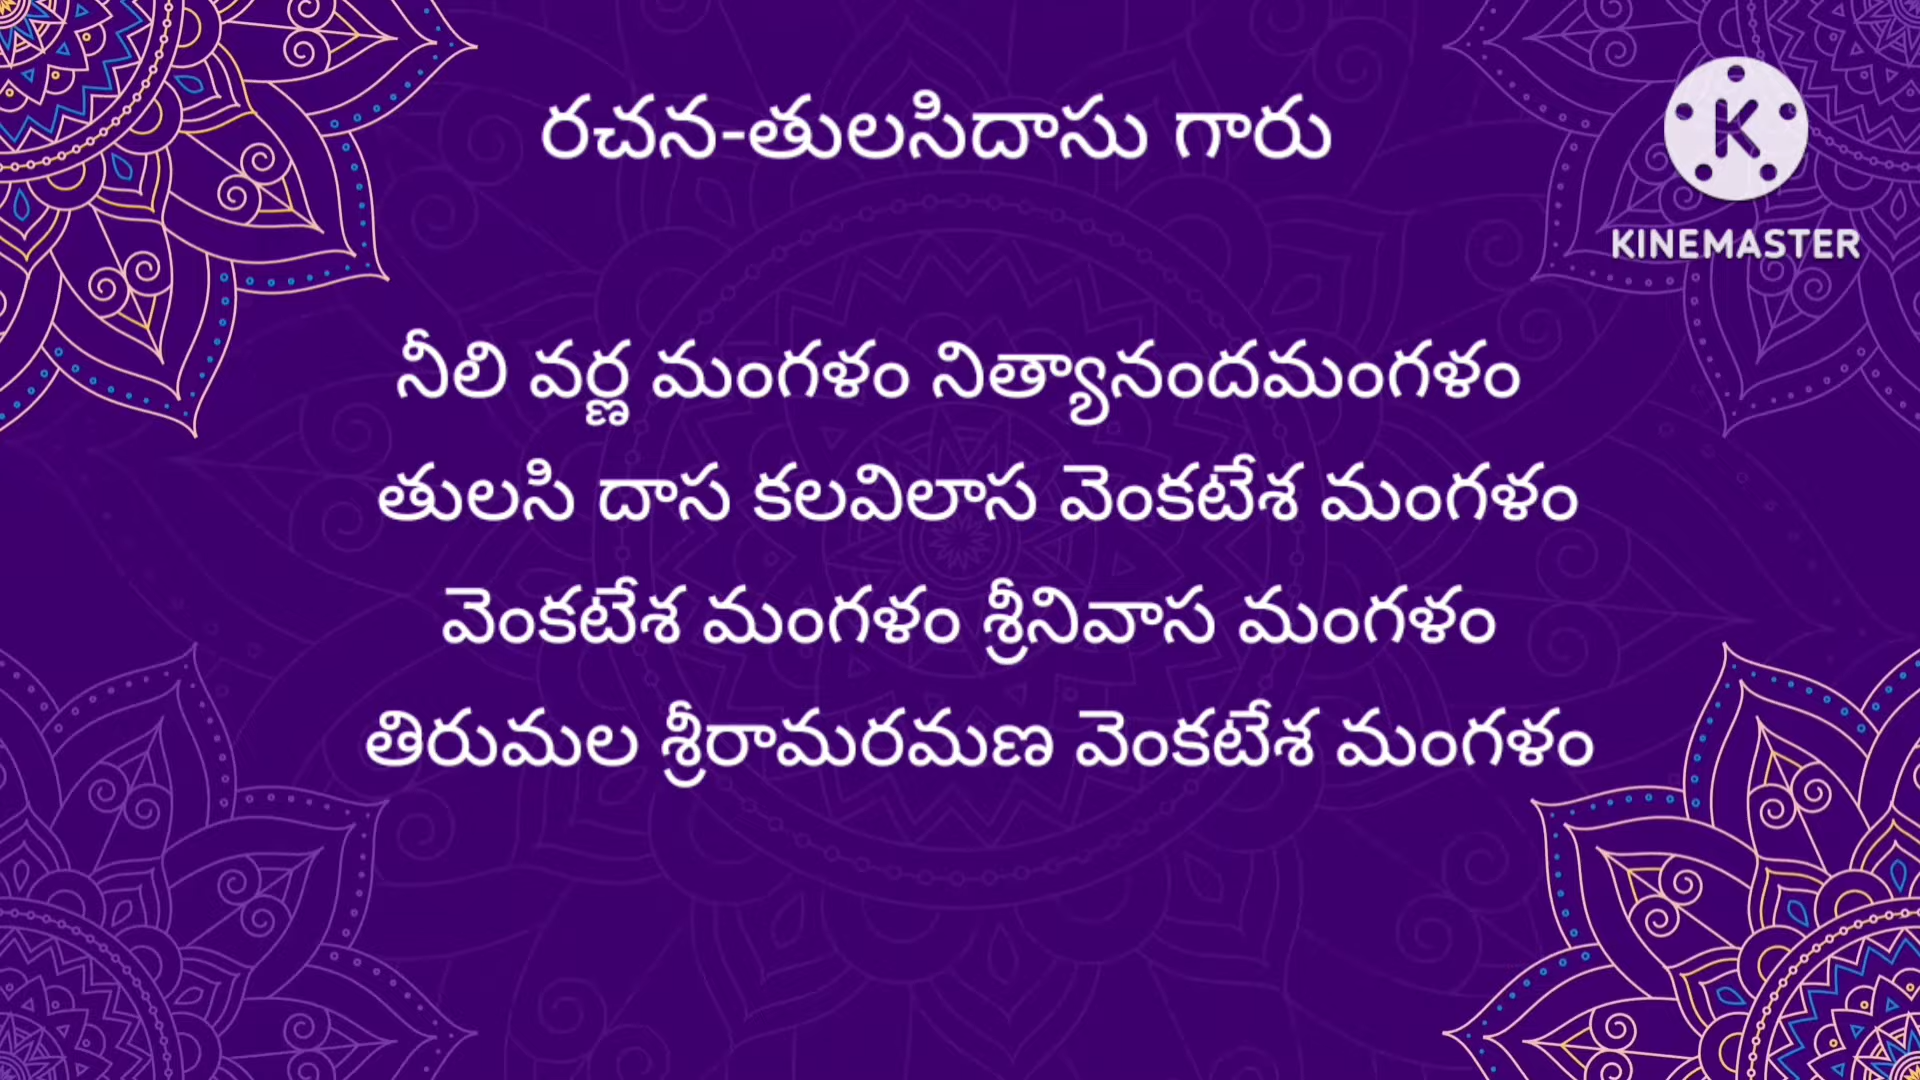 రచన-తులసిదాసు గారు
KINEMASTER
నీలి వర్ణ మంగళం నిత్యానందమంగళం
తులసి దాస కలవిలాస వెంకటేశ మంగళం
వెంకటేశ మంగళం శ్రీనివాస మంగళం
తిరుమల శ్రీరామరమణ వెంకటేశ మంగళం